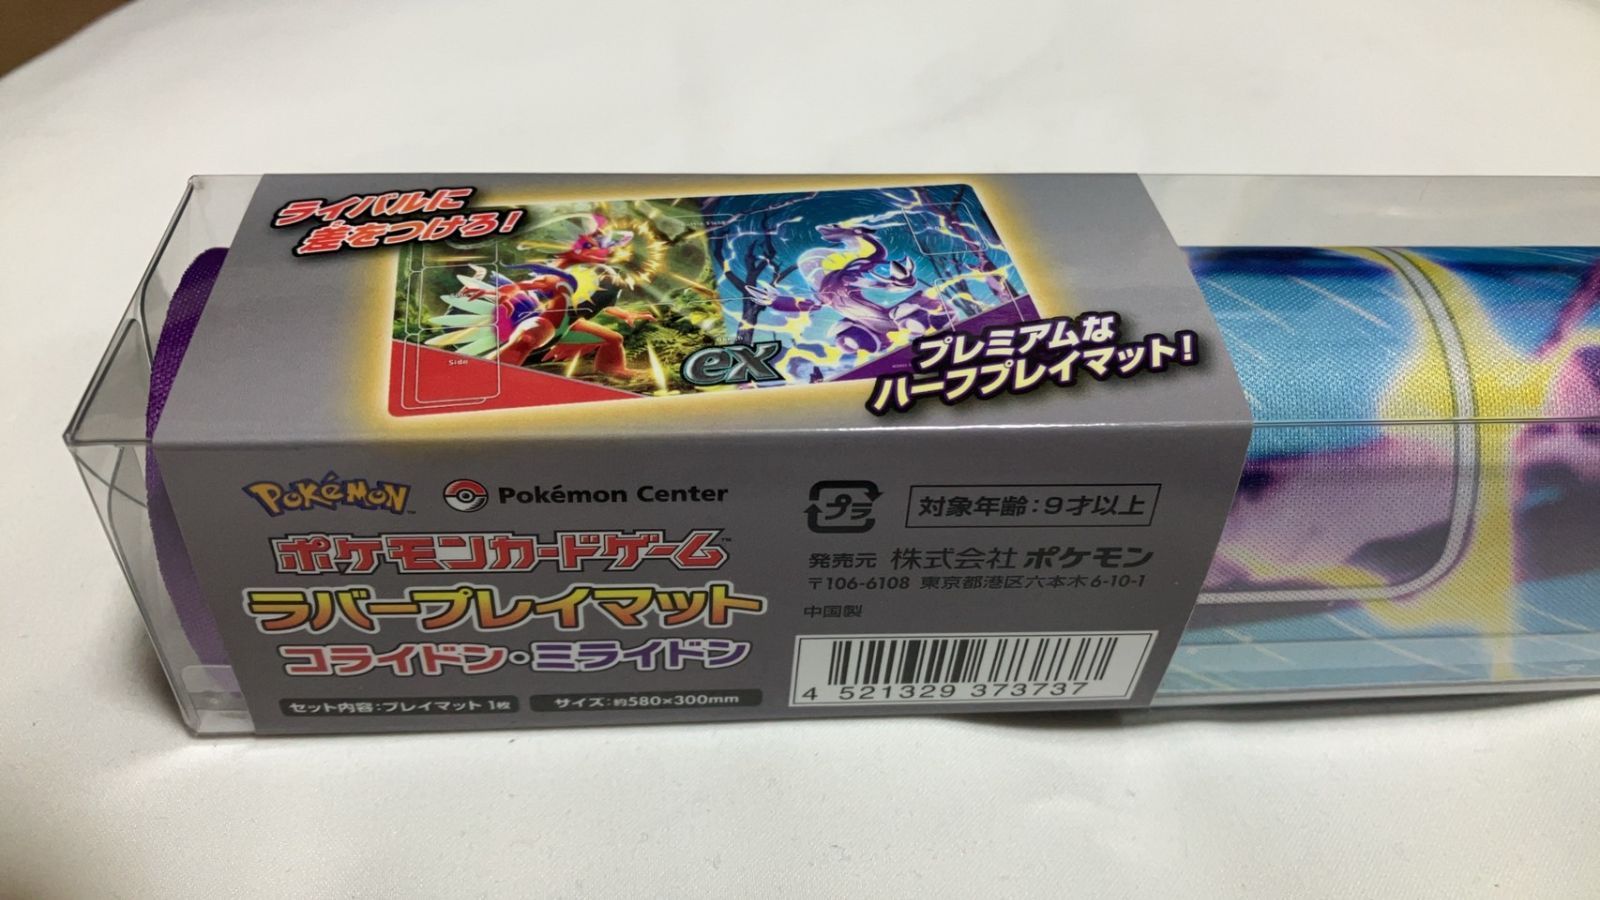 ライバルに
差をつけろ!
Side
ex
プレミアムな
ハーフプレイマット!
POKéMON™
Pokémon Center
ポケモンカードゲーム™
ラバープレイマット
コライドン・ミライドン
セット内容:プレイマット 1枚
サイズ:約580×300mm
プラ
対象年齢:9才以上
発売元 株式会社ポケモン
〒106-6108 東京都港区六本木6-10-1
中国製
4 521329 373737